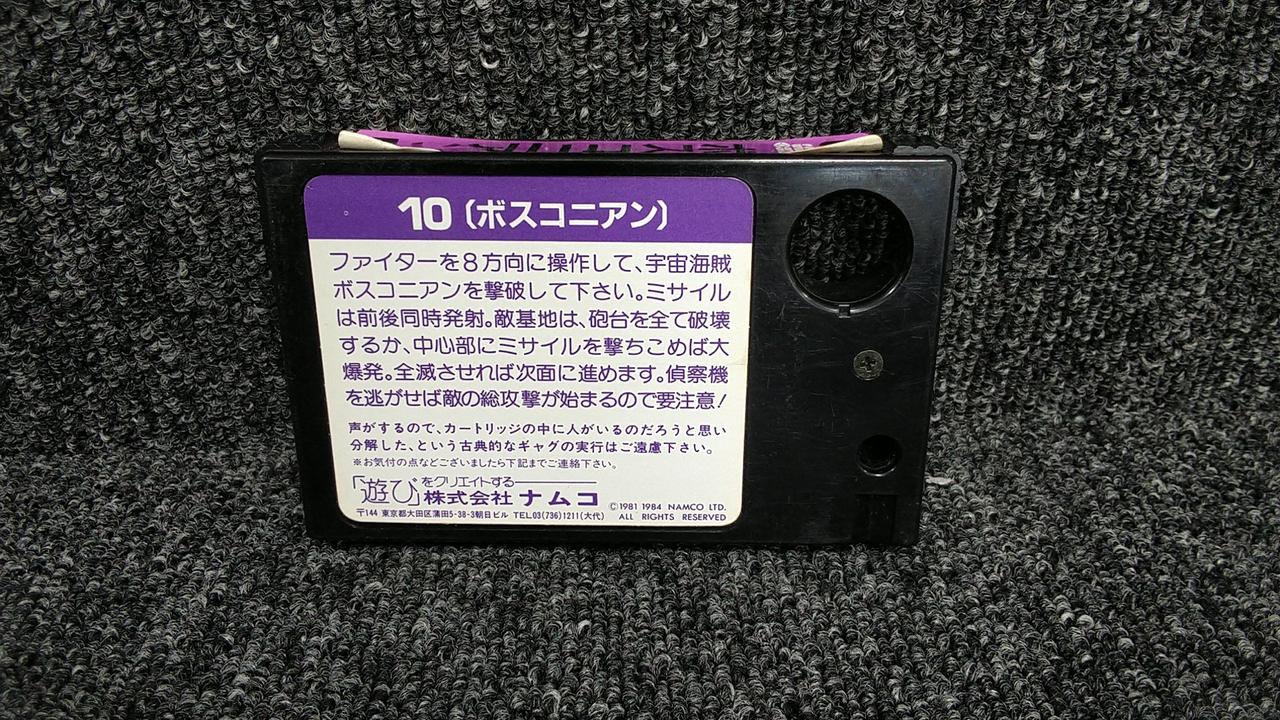 10〔ボスコニアン〕
ファイターを8方向に操作して、宇宙海賊
ボスコニアンを撃破して下さい。ミサイル
は前後同時発射。敵基地は、砲台を全て破壊
するか、中心部にミサイルを撃ちこめば大
爆発。全滅させれば次面に進めます。偵察機
を逃がせば敵の総攻撃が始まるので要注意!
声がするので、カートリッジの中に人がいるのだろうと思い
分解した、という古典的なギャグの実行はご遠慮下さい。
※お気付の点などございましたら下記までご連絡下さい。
「遊び」をクリエイトする
株式会社 ナムコ
©1981 1984 NAMCO LTD.
〒144 東京都大田区蒲田5-38-3朝日ビル TEL.03(736)1211(大代)
ALL RIGHTS RESERVED